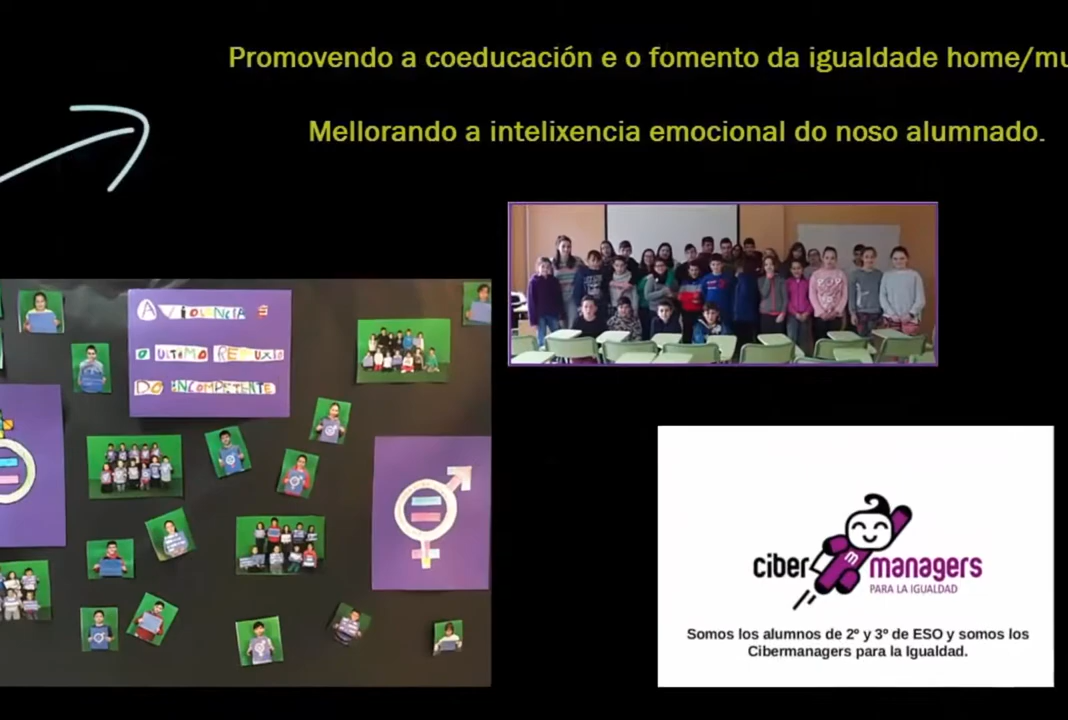 Promovendo a coeducación e o fomento da igualdade home/mu
Mellorando a intelixencia emocional do noso alumnado.
A VIOLENCIA É
O ÚLTIMO REFUXIO
DO INCOMPETENTE
ciber managers
PARA LA IGUALDAD
Somos los alumnos de 2º y 3º de ESO y somos los
Cibermanagers para la Igualdad.